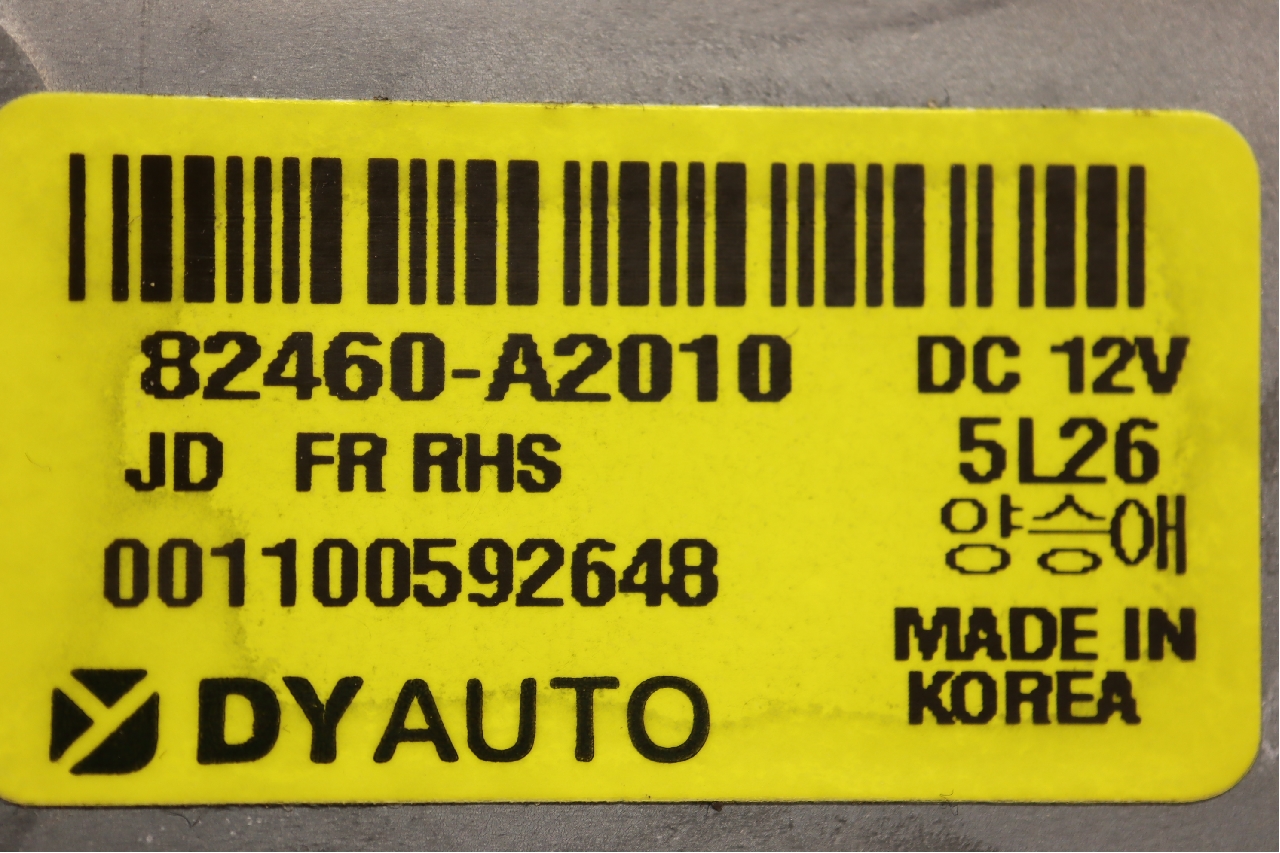 82460-A2010
DC 12V
JD FR RHS
5L26
양승애
001100592648
MADE IN
KOREA
DYAUTO